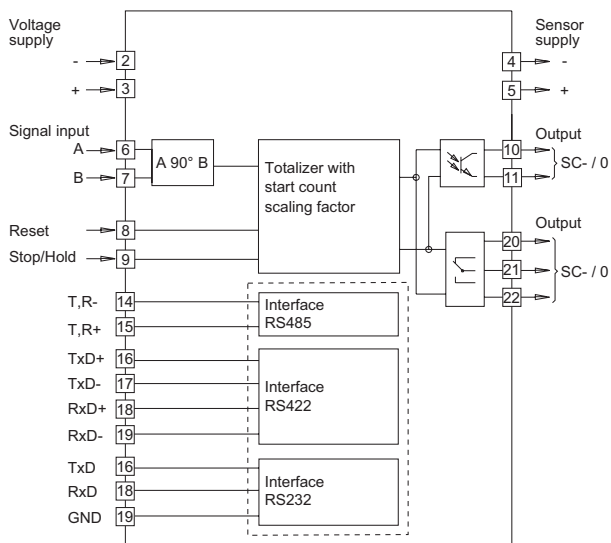 Voltage
supply
- 2
+ 3
Sensor
supply
4 -
5 +
Signal input
A 6
B 7
A 90° B
Totalizer with
start count
scaling factor
10
11
Output
SC- / 0
Reset 8
Stop/Hold 9
Output
20
21
22
SC- / 0
T,R- 14
T,R+ 15
Interface
RS485
TxD+ 16
TxD- 17
RxD+ 18
RxD- 19
Interface
RS422
TxD 16
RxD 18
GND 19
Interface
RS232